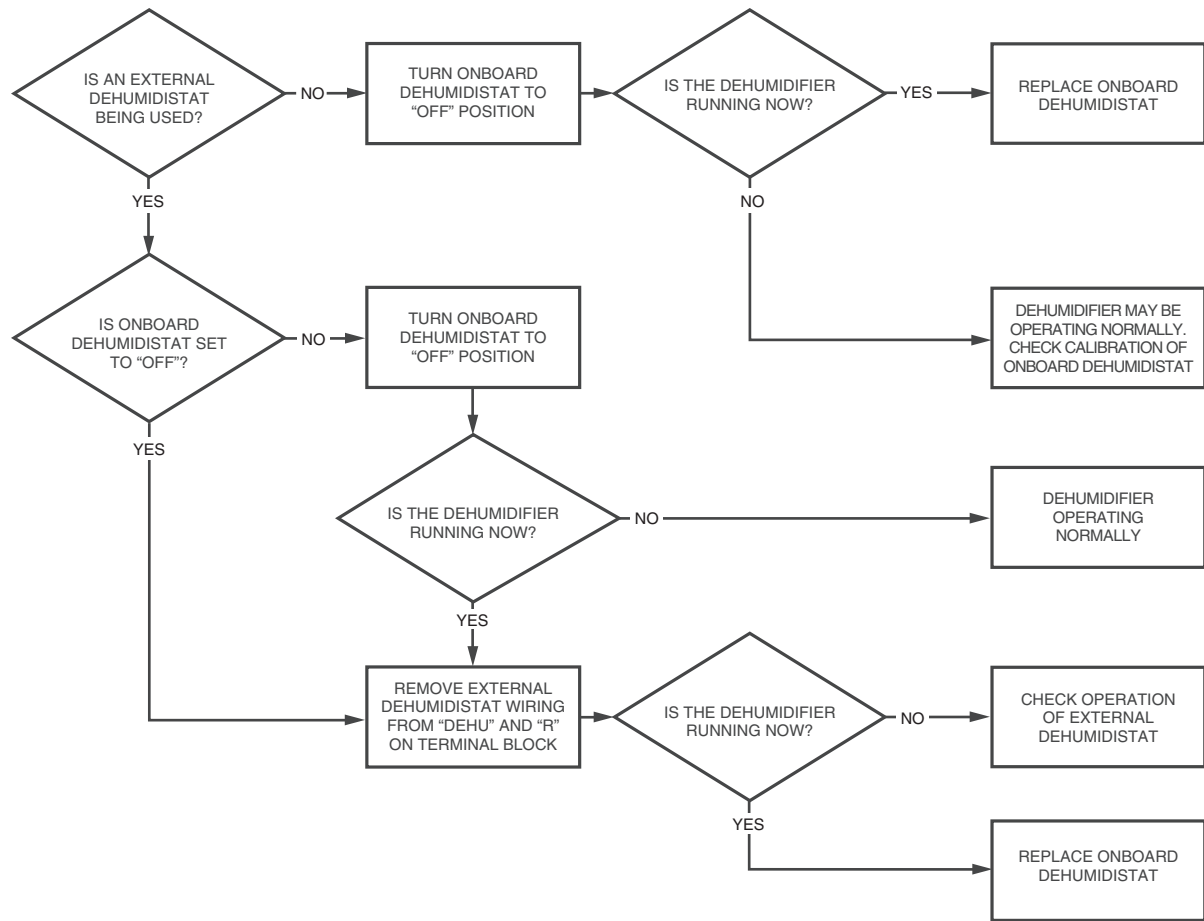 IS AN EXTERNAL
DEHUMIDISTAT
BEING USED?
NO
TURN ONBOARD
DEHUMIDISTAT TO
“OFF” POSITION
IS THE DEHUMIDIFIER
RUNNING NOW?
YES
REPLACE ONBOARD
DEHUMIDISTAT
YES
NO
DEHUMIDIFIER MAY BE
OPERATING NORMALLY.
CHECK CALIBRATION OF
ONBOARD DEHUMIDISTAT
IS ONBOARD
DEHUMIDISTAT SET
TO “OFF”?
NO
TURN ONBOARD
DEHUMIDISTAT TO
“OFF” POSITION
YES
IS THE DEHUMIDIFIER
RUNNING NOW?
NO
DEHUMIDIFIER
OPERATING
NORMALLY
YES
REMOVE EXTERNAL
DEHUMIDISTAT WIRING
FROM “DEHU” AND “R”
ON TERMINAL BLOCK
IS THE DEHUMIDIFIER
RUNNING NOW?
NO
CHECK OPERATION
OF EXTERNAL
DEHUMIDISTAT
YES
REPLACE ONBOARD
DEHUMIDISTAT